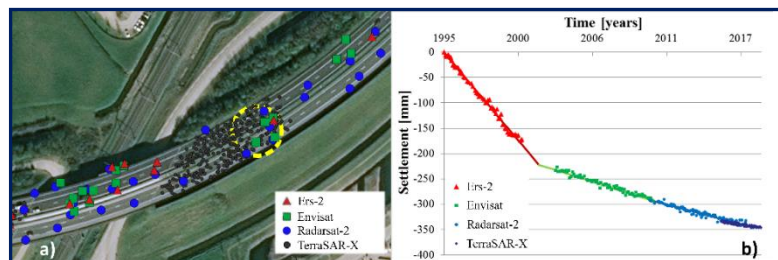 Ers-2
Envisat
Radarsat-2
TerraSAR-X
a)
Time [years]
1995 2000 2006 2011 2017
0
-50
-100
-150
-200
-250
-300
-350
-400
Settlement [mm]
Ers-2
Envisat
Radarsat-2
TerraSAR-X
b)